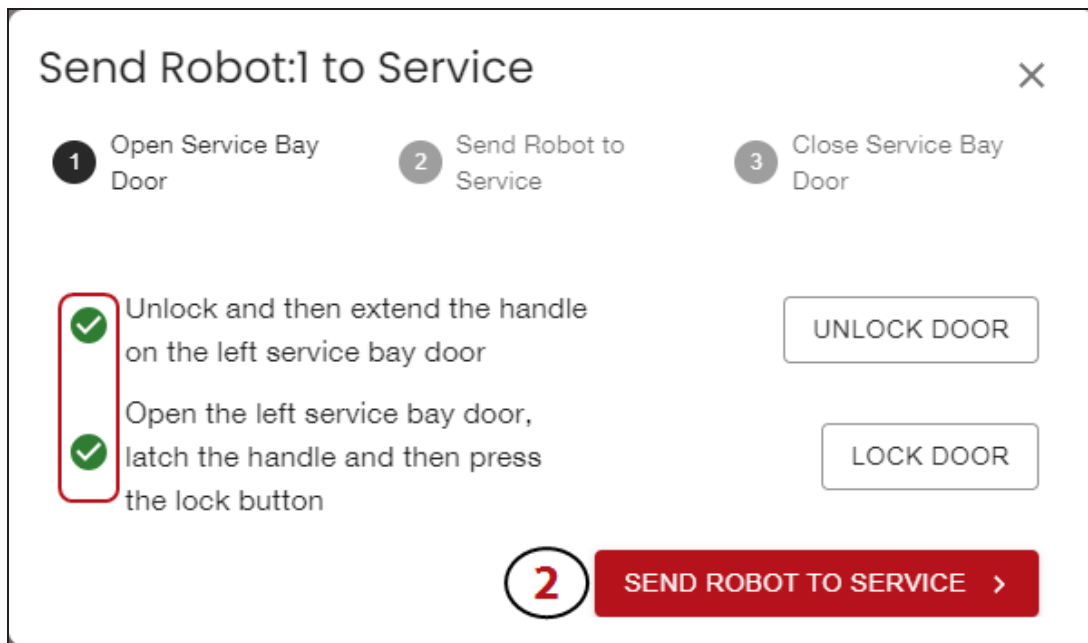 Send Robot:1 to Service
1 Open Service Bay
Door
2 Send Robot to
Service
3 Close Service Bay
Door
Unlock and then extend the handle
on the left service bay door
UNLOCK DOOR
Open the left service bay door,
latch the handle and then press
the lock button
LOCK DOOR
2 SEND ROBOT TO SERVICE